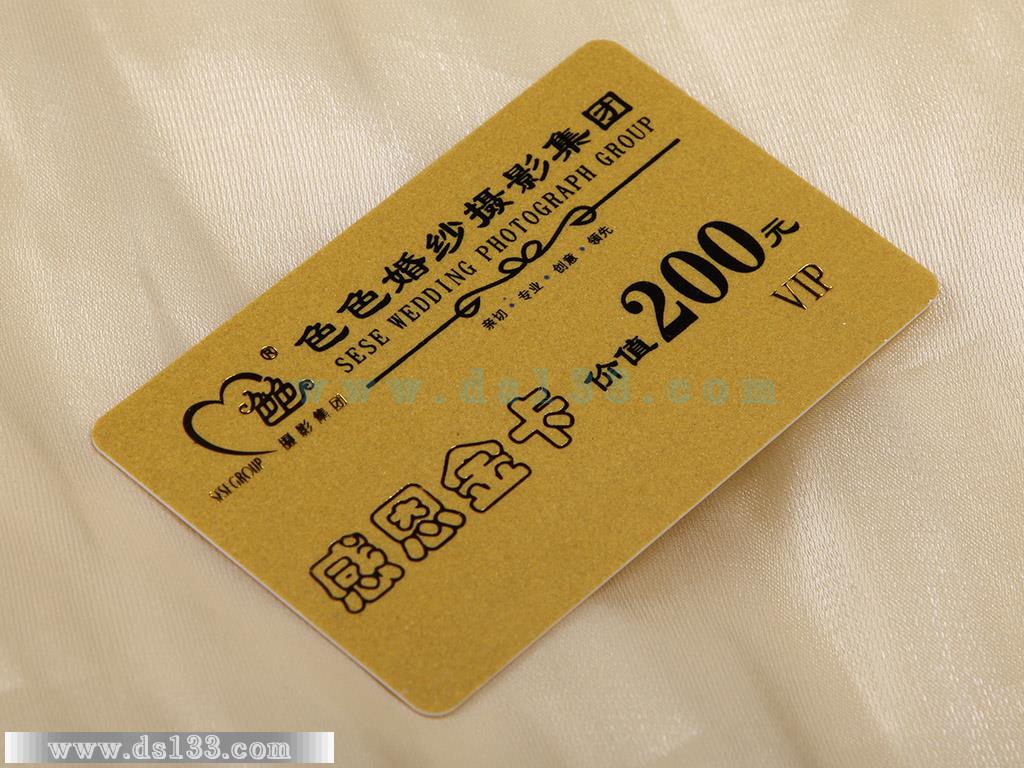 色色婚纱摄影集团
SESE WEDDING PHOTOGRAPH GROUP
亲切·专业·创意·领先
®
色色
摄影集团
SESE GROUP
价值200元
VIP
感恩金卡
www.ds133.com
www.ds133.com